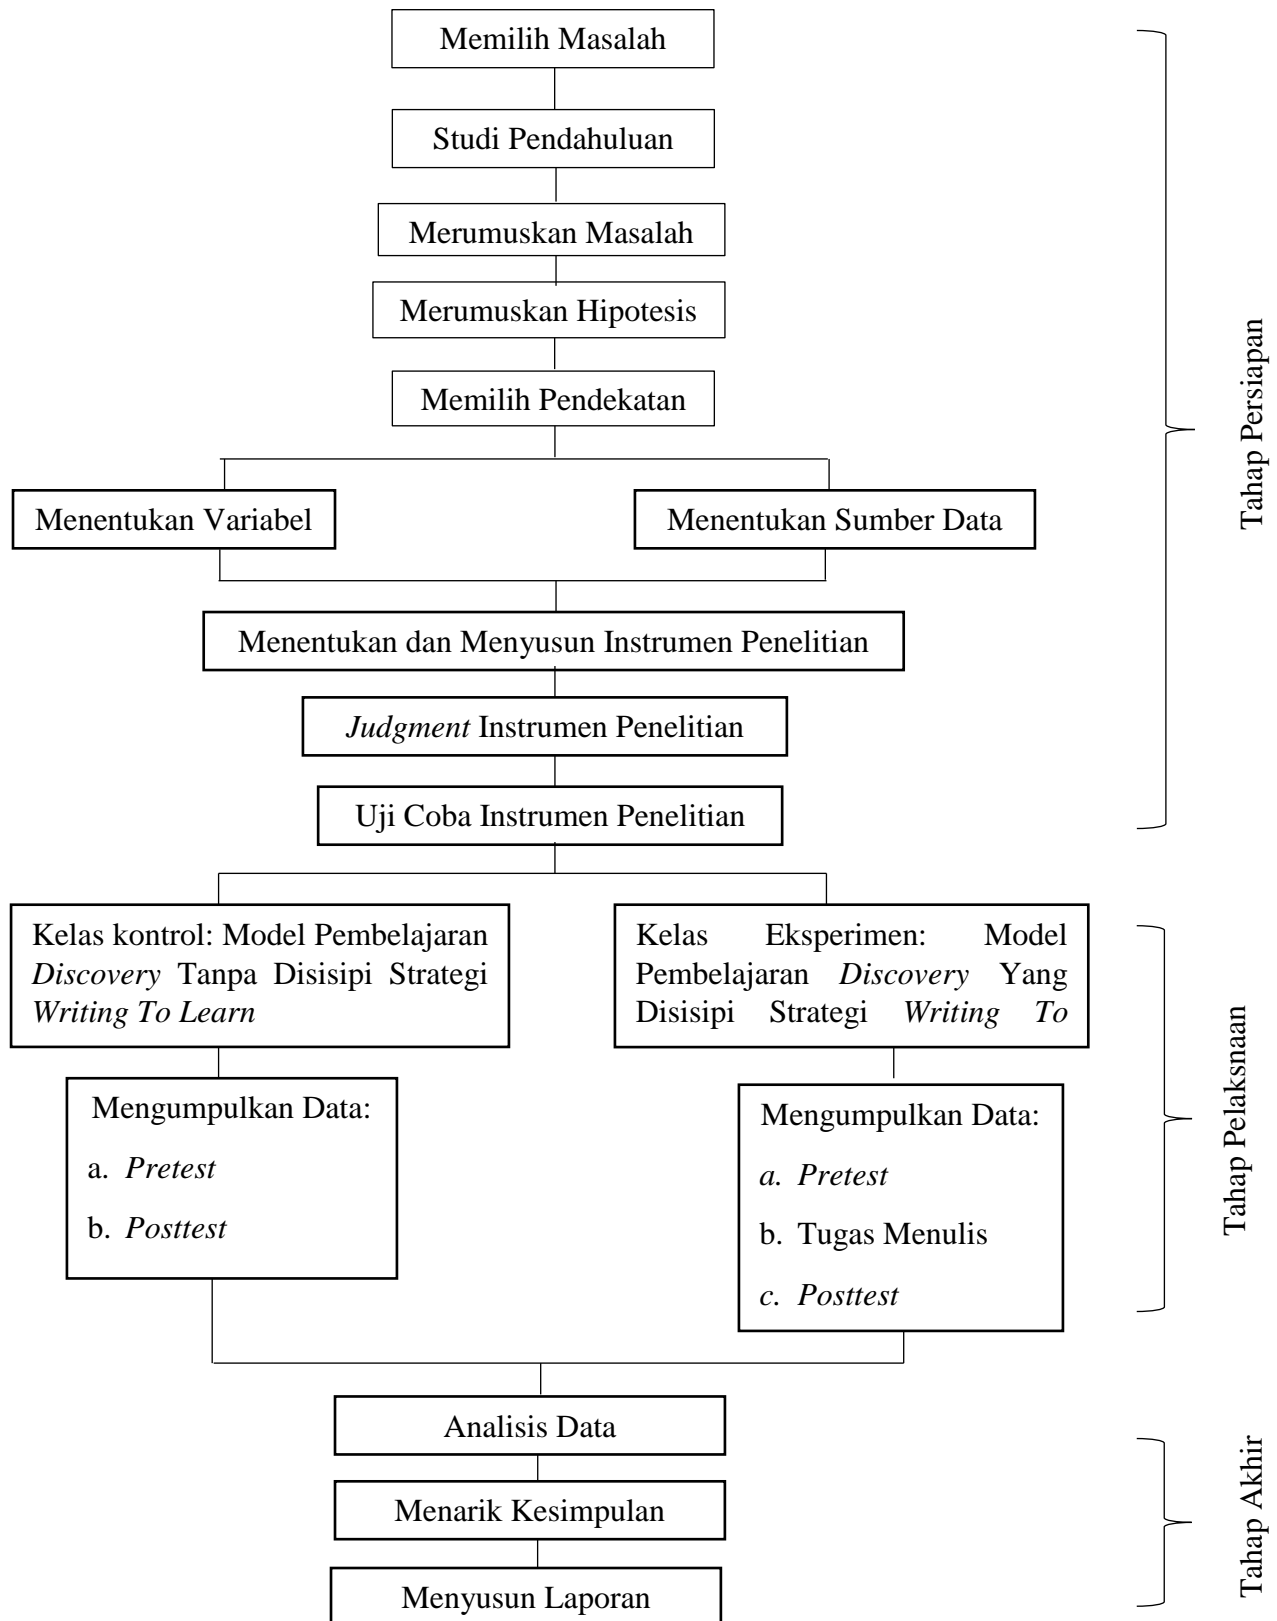 Memilih Masalah
Studi Pendahuluan
Merumuskan Masalah
Merumuskan Hipotesis
Memilih Pendekatan
Tahap Persiapan
Menentukan Variabel
Menentukan Sumber Data
Menentukan dan Menyusun Instrumen Penelitian
Judgment Instrumen Penelitian
Uji Coba Instrumen Penelitian
Kelas kontrol: Model Pembelajaran
Discovery Tanpa Disisipi Strategi
Writing To Learn
Kelas Eksperimen: Model
Pembelajaran Discovery Yang
Disisipi Strategi Writing To
Tahap Pelaksnaan
Mengumpulkan Data:
a. Pretest
b. Posttest
Mengumpulkan Data:
a. Pretest
b. Tugas Menulis
c. Posttest
Analisis Data
Menarik Kesimpulan
Menyusun Laporan
Tahap Akhir